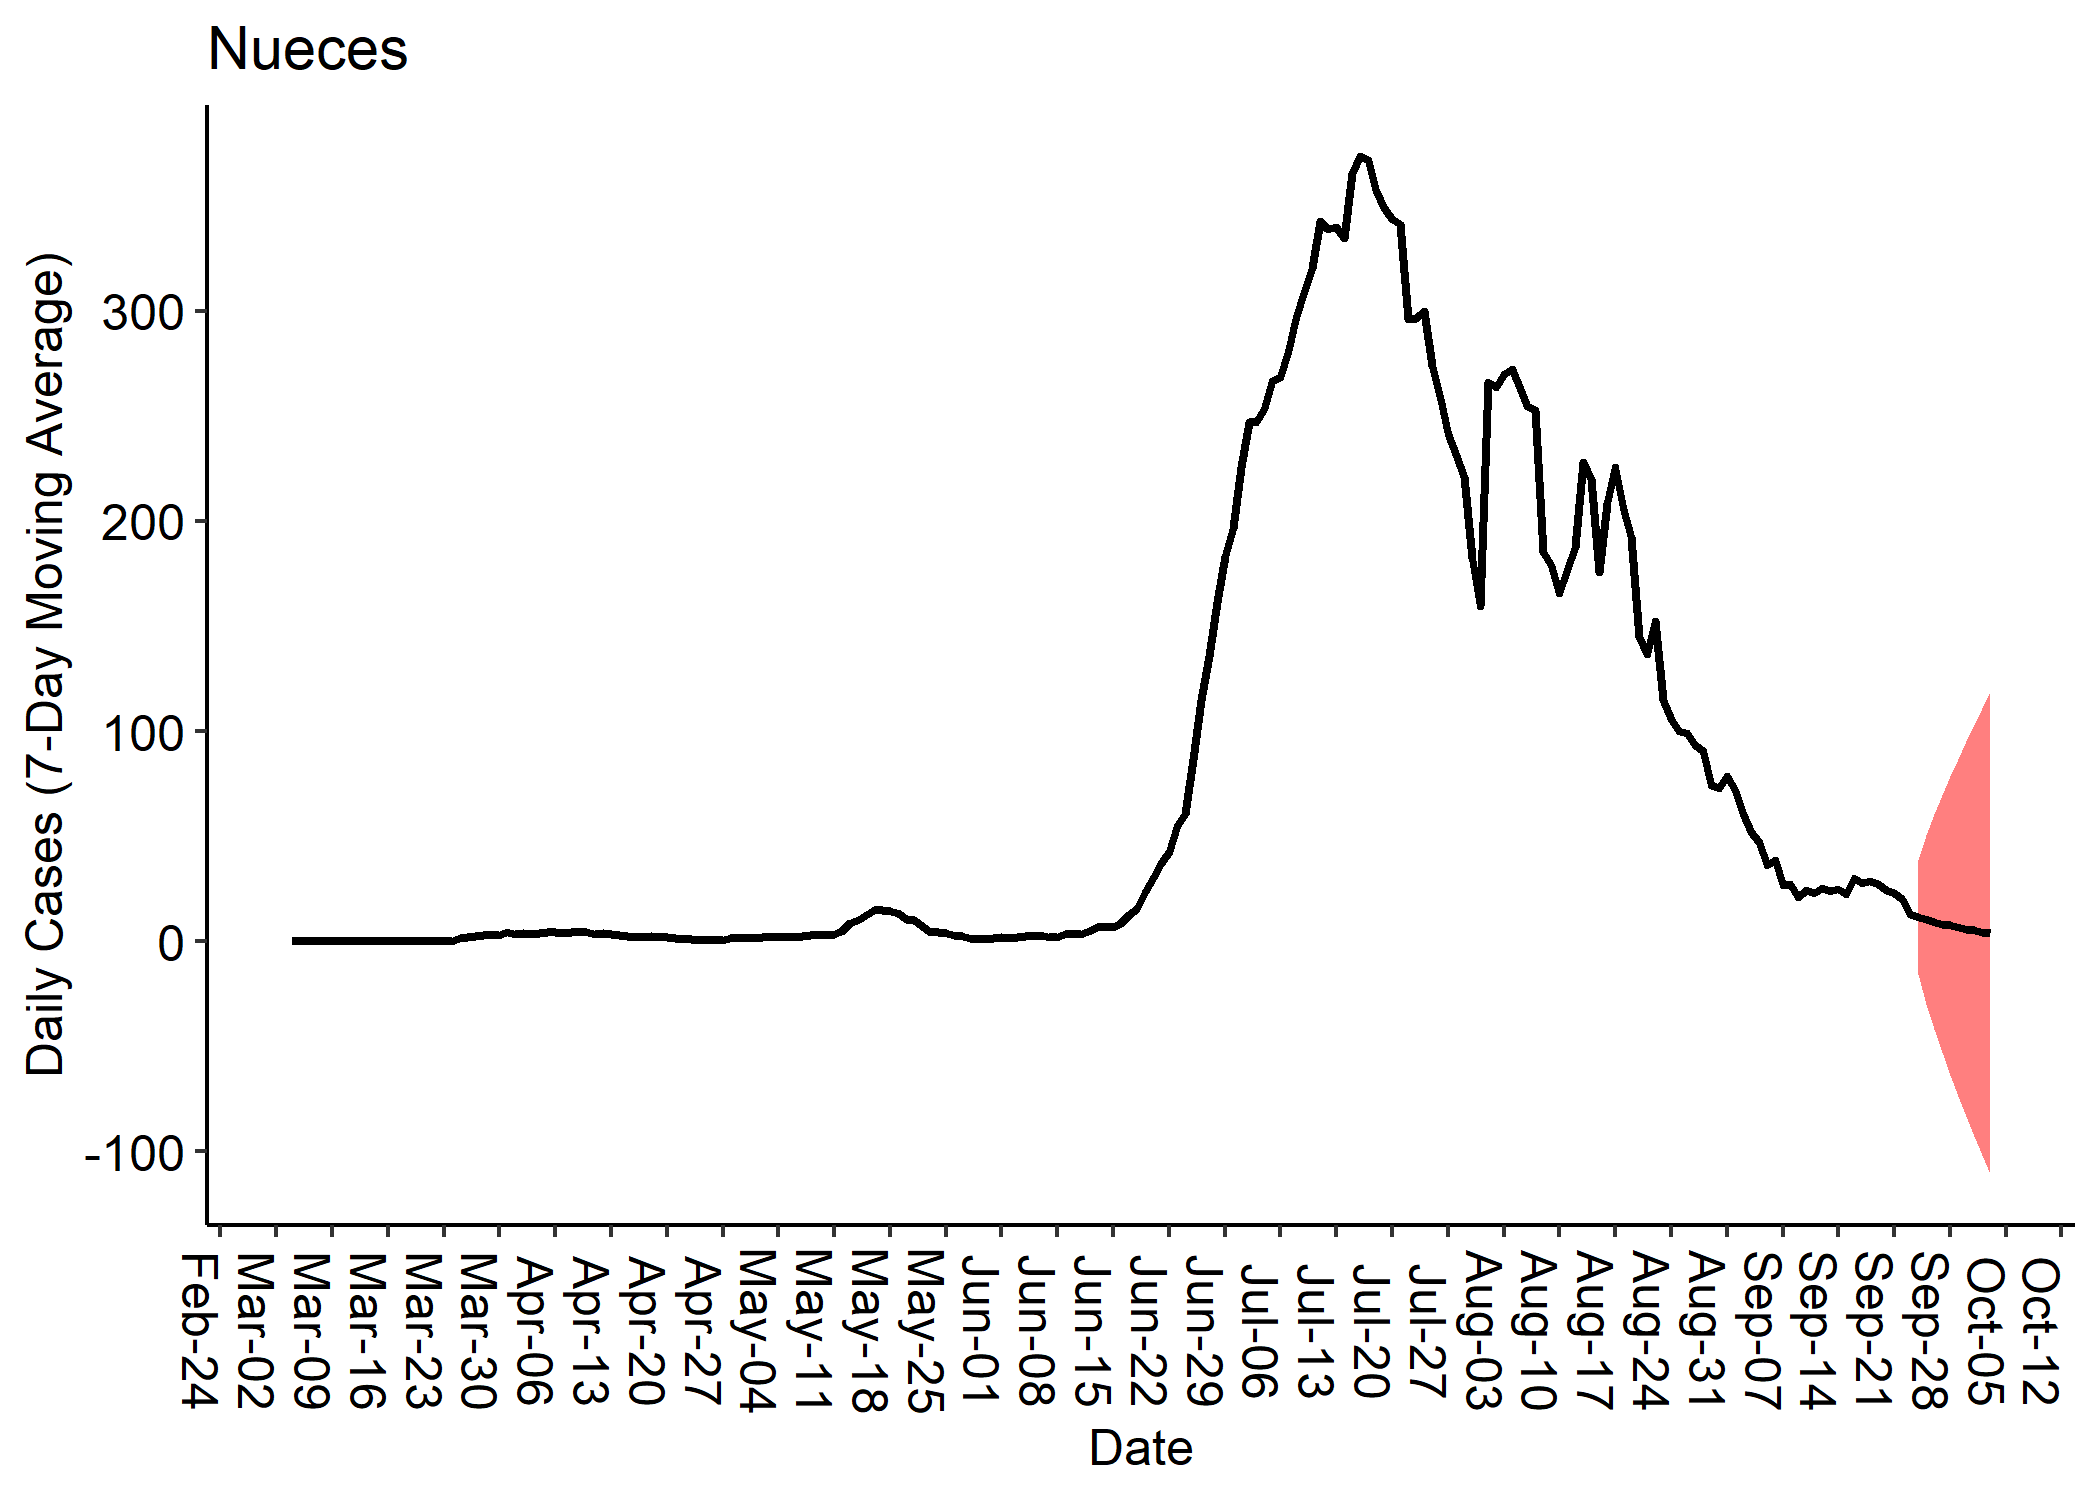 Nueces
Daily Cases (7-Day Moving Average)
300
200
100
0
-100
Feb-24
Mar-02
Mar-09
Mar-16
Mar-23
Mar-30
Apr-06
Apr-13
Apr-20
Apr-27
May-04
May-11
May-18
May-25
Jun-01
Jun-08
Jun-15
Jun-22
Jun-29
Jul-06
Jul-13
Jul-20
Jul-27
Aug-03
Aug-10
Aug-17
Aug-24
Aug-31
Sep-07
Sep-14
Sep-21
Sep-28
Oct-05
Oct-12
Date